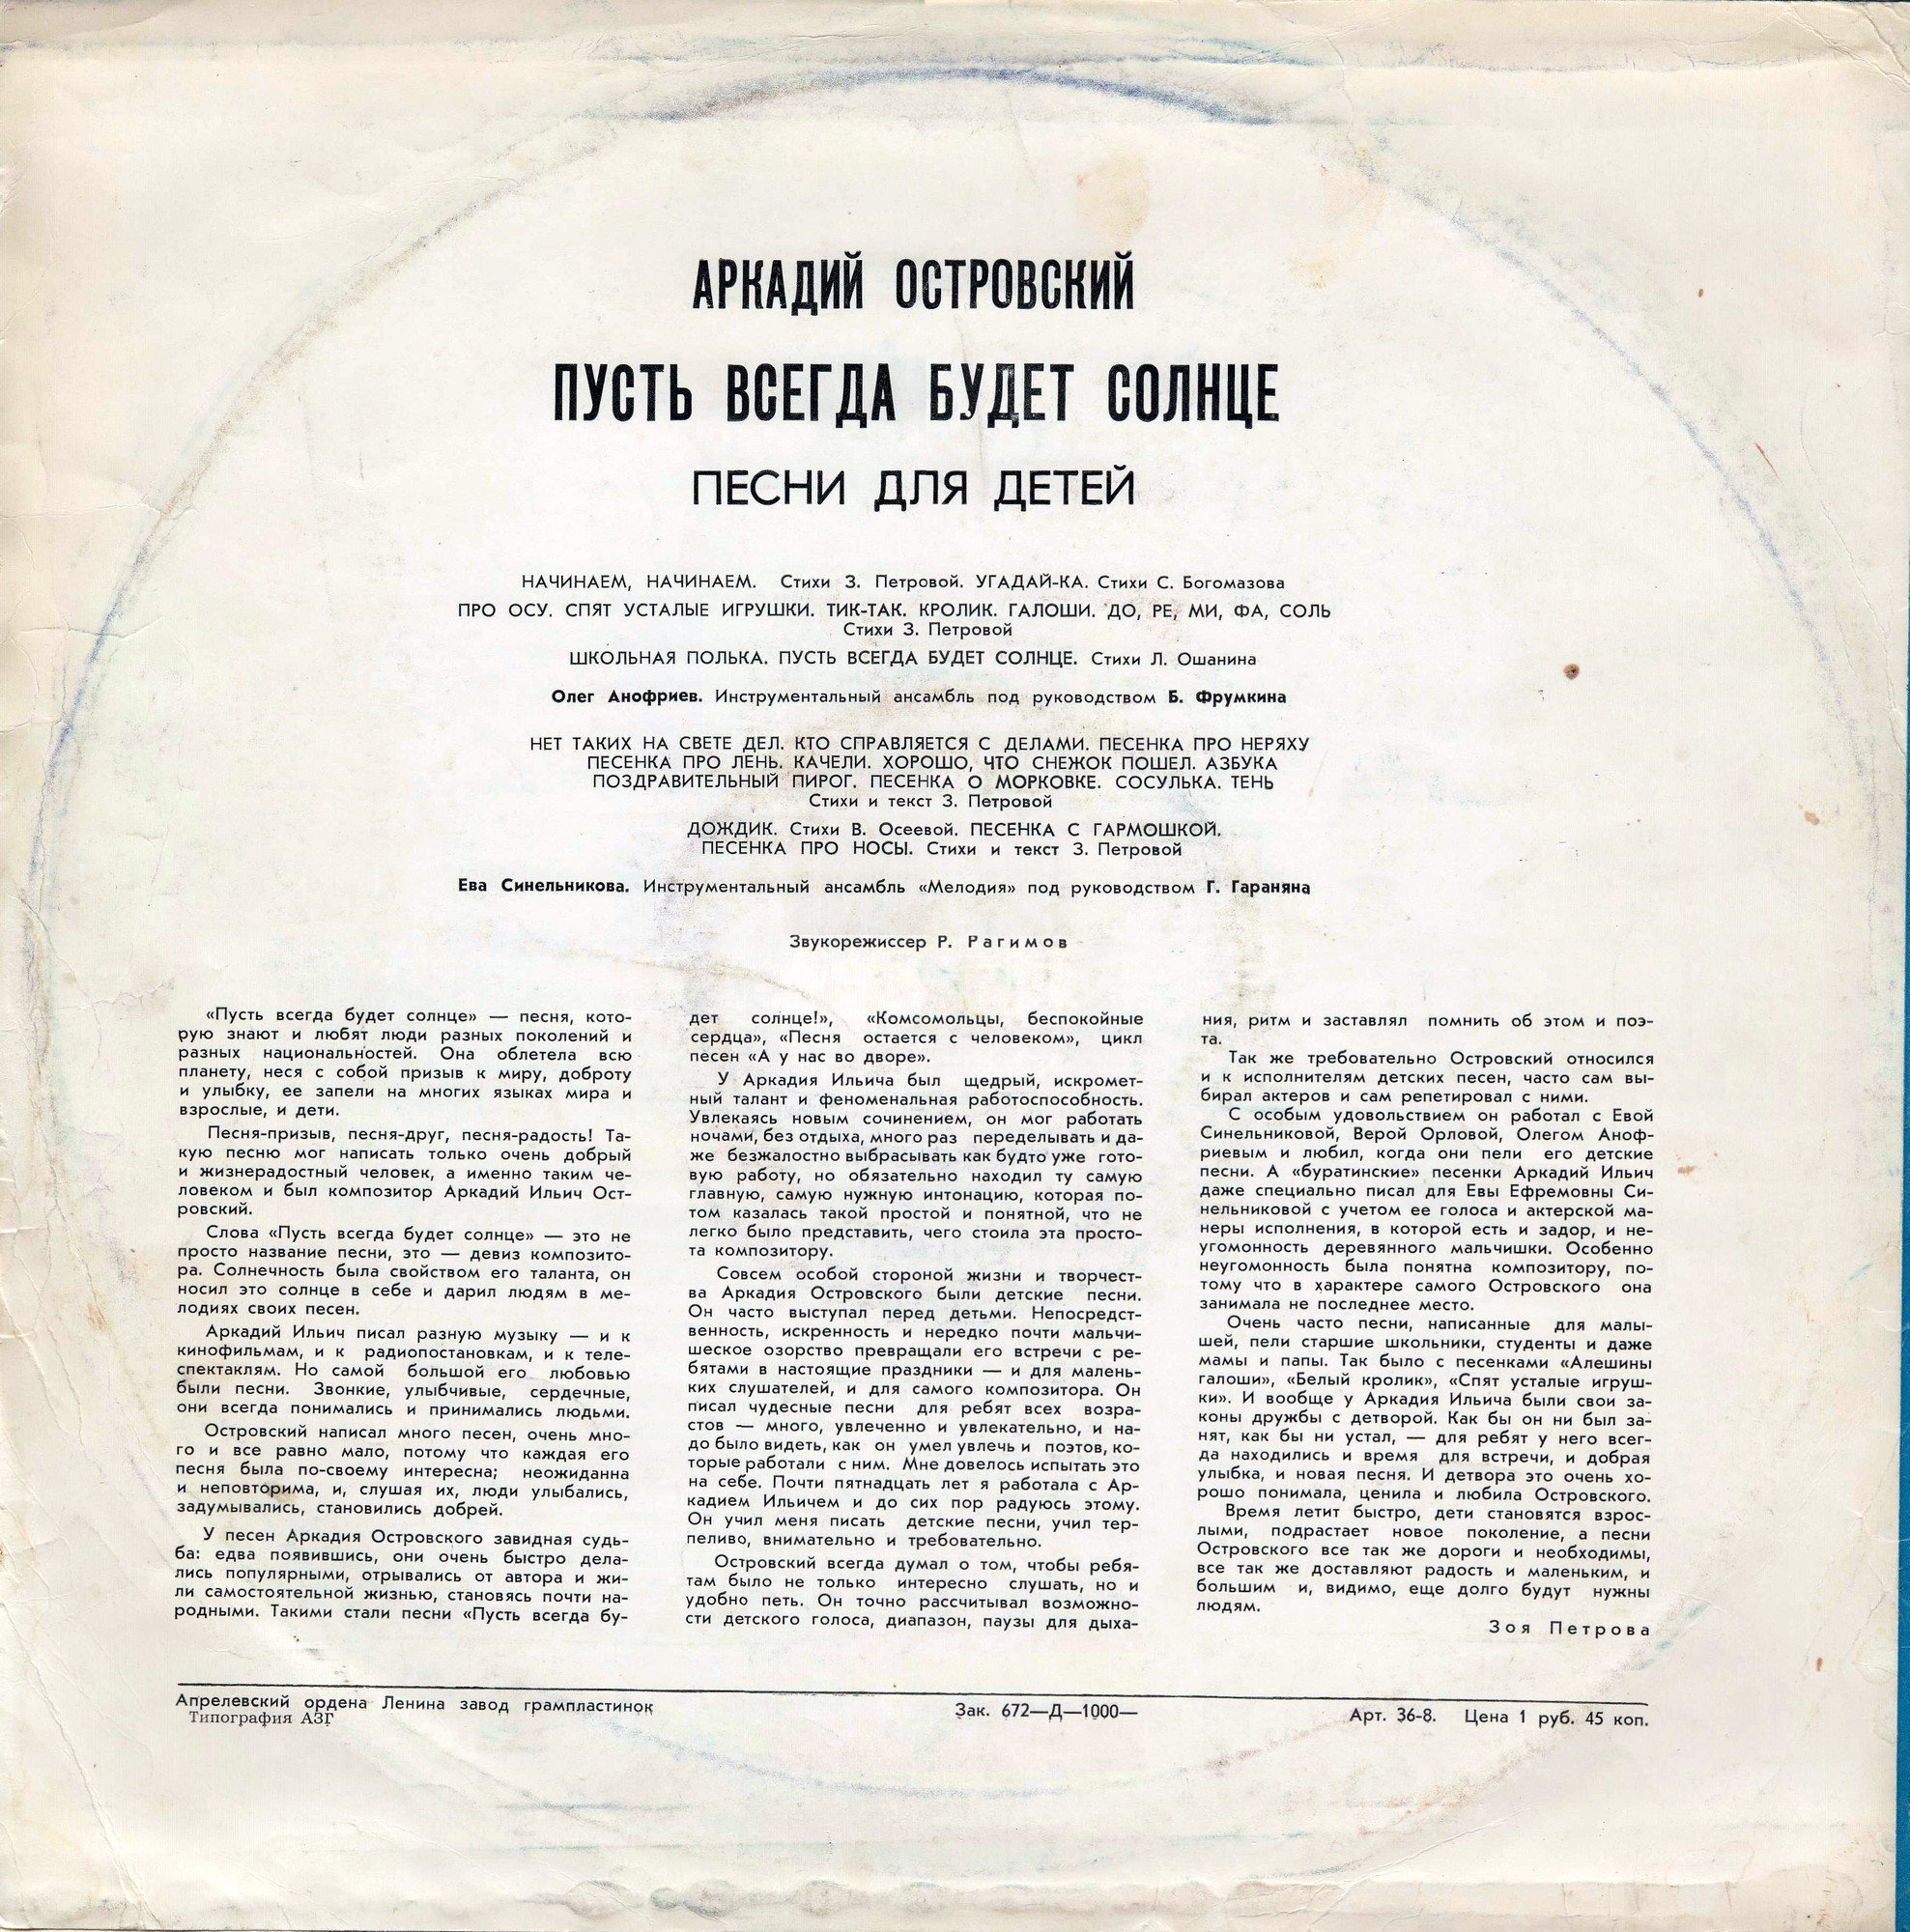 АРКАДИЙ ОСТРОВСКИЙ
ПУСТЬ ВСЕГДА БУДЕТ СОЛНЦЕ
ПЕСНИ ДЛЯ ДЕТЕЙ
НАЧИНАЕМ, НАЧИНАЕМ. Стихи З. Петровой. УГАДАЙ-КА. Стихи С. Богомазова
ПРО ОСУ. СПЯТ УСТАЛЫЕ ИГРУШКИ. ТИК-ТАК. КРОЛИК. ГАЛОШИ. ДО, РЕ, МИ, ФА, СОЛЬ
Стихи З. Петровой
ШКОЛЬНАЯ ПОЛЬКА. ПУСТЬ ВСЕГДА БУДЕТ СОЛНЦЕ. Стихи Л. Ошанина
Олег Анофриев. Инструментальный ансамбль под руководством Б. Фрумкина
НЕТ ТАКИХ НА СВЕТЕ ДЕЛ. КТО СПРАВЛЯЕТСЯ С ДЕЛАМИ. ПЕСЕНКА ПРО НЕРЯХУ
ПЕСЕНКА ПРО ЛЕНЬ. КАЧЕЛИ. ХОРОШО, ЧТО СНЕЖОК ПОШЕЛ. АЗБУКА
ПОЗДРАВИТЕЛЬНЫЙ ПИРОГ. ПЕСЕНКА О МОРКОВКЕ. СОСУЛЬКА. ТЕНЬ
Стихи и текст З. Петровой
ДОЖДИК. Стихи В. Осеевой. ПЕСЕНКА С ГАРМОШКОЙ.
ПЕСЕНКА ПРО НОСЫ. Стихи и текст З. Петровой
Ева Синельникова. Инструментальный ансамбль «Мелодия» под руководством Г. Гараняна
Звукорежиссер Р. Рагимов
«Пусть всегда будет солнце» — песня, кото-
рую знают и любят люди разных поколений и
разных национальностей. Она облетела всю
планету, неся с собой призыв к миру, доброту
и улыбку, ее запели на многих языках мира и
взрослые, и дети.
Песня-призыв, песня-друг, песня-радость! Та-
кую песню мог написать только очень добрый
и жизнерадостный человек, а именно таким че-
ловеком и был композитор Аркадий Ильич Ост-
ровский.
Слова «Пусть всегда будет солнце» — это не
просто название песни, это — девиз композито-
ра. Солнечность была свойством его таланта, он
носил это солнце в себе и дарил людям в ме-
лодиях своих песен.
Аркадий Ильич писал разную музыку — и к
кинофильмам, и к радиопостановкам, и к теле-
спектаклям. Но самой большой его любовью
были песни. Звонкие, улыбчивые, сердечные,
они всегда понимались и принимались людьми.
Островский написал много песен, очень мно-
го и все равно мало, потому что каждая его
песня была по-своему интересна; неожиданна
и неповторима, и, слушая их, люди улыбались,
задумывались, становились добрей.
У песен Аркадия Островского завидная судь-
ба: едва появившись, они очень быстро дела-
лись популярными, отрывались от автора и жи-
ли самостоятельной жизнью, становясь почти на-
родными. Такими стали песни «Пусть всегда бу-
дет солнце!», «Комсомольцы, беспокойные
сердца», «Песня остается с человеком», цикл
песен «А у нас во дворе».
У Аркадия Ильича был щедрый, искромет-
ный талант и феноменальная работоспособность.
Увлекаясь новым сочинением, он мог работать
ночами, без отдыха, много раз переделывать и да-
же безжалостно выбрасывать как будто уже гото-
вую работу, но обязательно находил ту самую
главную, самую нужную интонацию, которая по-
том казалась такой простой и понятной, что не
легко было представить, чего стоила эта просто-
та композитору.
Совсем особой стороной жизни и творчест-
ва Аркадия Островского были детские песни.
Он часто выступал перед детьми. Непосредст-
венность, искренность и нередко почти мальчи-
шеское озорство превращали его встречи с ре-
бятами в настоящие праздники — и для малень-
ких слушателей, и для самого композитора. Он
писал чудесные песни для ребят всех возра-
стов — много, увлеченно и увлекательно, и на-
до было видеть, как он умел увлечь и поэтов, ко-
торые работали с ним. Мне довелось испытать это
на себе. Почти пятнадцать лет я работала с Ар-
кадием Ильичем и до сих пор радуюсь этому.
Он учил меня писать детские песни, учил тер-
пеливо, внимательно и требовательно.
Островский всегда думал о том, чтобы ребя-
там было не только интересно слушать, но и
удобно петь. Он точно рассчитывал возможно-
сти детского голоса, диапазон, паузы для дыха-
ния, ритм и заставлял помнить об этом и поэ-
та.
Так же требовательно Островский относился
и к исполнителям детских песен, часто сам вы-
бирал актеров и сам репетировал с ними.
С особым удовольствием он работал с Евой
Синельниковой, Верой Орловой, Олегом Аноф-
риевым и любил, когда они пели его детские
песни. А «буратинские» песенки Аркадий Ильич
даже специально писал для Евы Ефремовны Си-
нельниковой с учетом ее голоса и актерской ма-
неры исполнения, в которой есть и задор, и не-
угомонность деревянного мальчишки. Особенно
неугомонность была понятна композитору, по-
тому что в характере самого Островского она
занимала не последнее место.
Очень часто песни, написанные для малы-
шей, пели старшие школьники, студенты и даже
мамы и папы. Так было с песенками «Алешины
галоши», «Белый кролик», «Спят усталые игруш-
ки». И вообще у Аркадия Ильича были свои за-
коны дружбы с детворой. Как бы он ни был за-
нят, как бы ни устал, — для ребят у него всег-
да находились и время для встречи, и добрая
улыбка, и новая песня. И детвора это очень хо-
рошо понимала, ценила и любила Островского.
Время летит быстро, дети становятся взрос-
лыми, подрастает новое поколение, а песни
Островского все так же дороги и необходимы,
все так же доставляют радость и маленьким, и
большим и, видимо, еще долго будут нужны
людям.
Зоя Петрова
Апрелевский ордена Ленина завод грампластинок Зак. 672—Д—1000— Арт. 36-8. Цена 1 руб. 45 коп.
Типография АЗГ